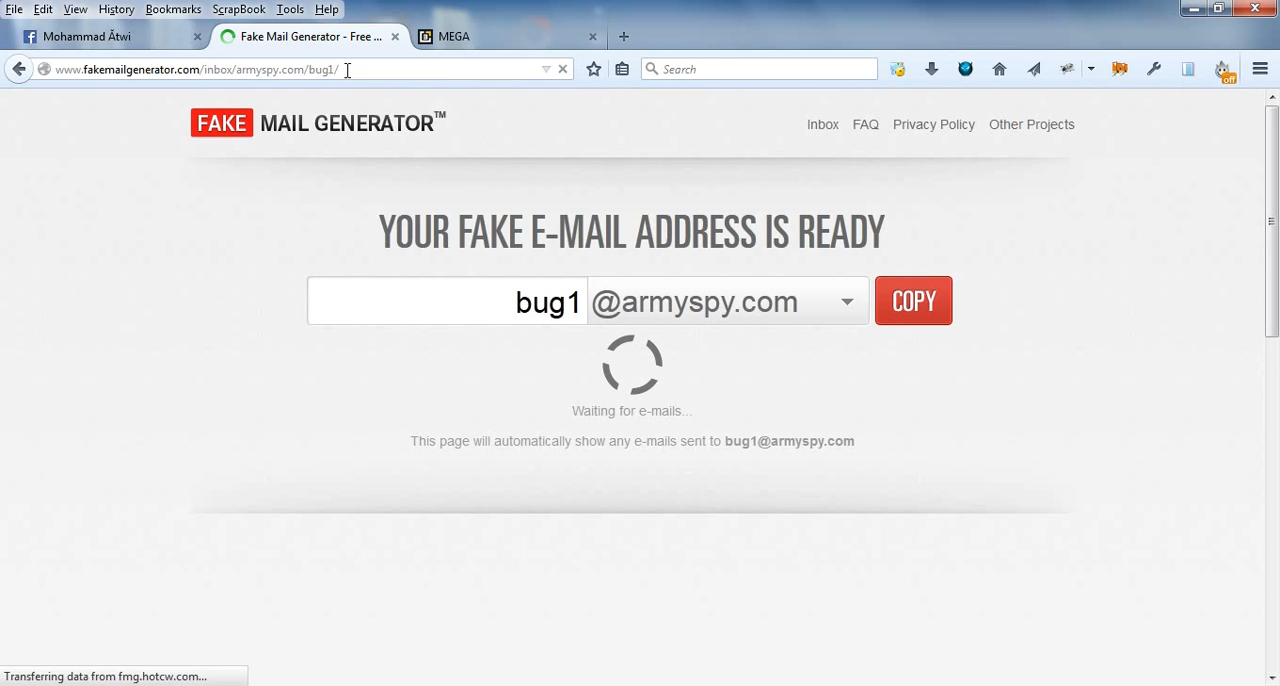 File Edit View History Bookmarks ScrapBook Tools Help
Mohammad Âtwi
Fake Mail Generator - Free ...
MEGA
www.fakemailgenerator.com/inbox/armyspy.com/bug1/
Search
off
FAKE MAIL GENERATOR™
Inbox FAQ Privacy Policy Other Projects
YOUR FAKE E-MAIL ADDRESS IS READY
bug1 @armyspy.com COPY
Waiting for e-mails...
This page will automatically show any e-mails sent to bug1@armyspy.com
Transferring data from fmg.hotcw.com...